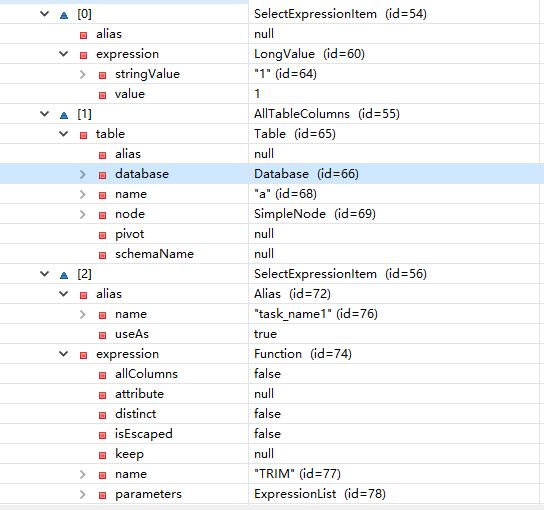 [0] SelectExpressionItem (id=54)
alias null
expression LongValue (id=60)
stringValue "1" (id=64)
value 1
[1] AllTableColumns (id=55)
table Table (id=65)
alias null
database Database (id=66)
name "a" (id=68)
node SimpleNode (id=69)
pivot null
schemaName null
[2] SelectExpressionItem (id=56)
alias Alias (id=72)
name "task_name1" (id=76)
useAs true
expression Function (id=74)
allColumns false
attribute null
distinct false
isEscaped false
keep null
name "TRIM" (id=77)
parameters ExpressionList (id=78)